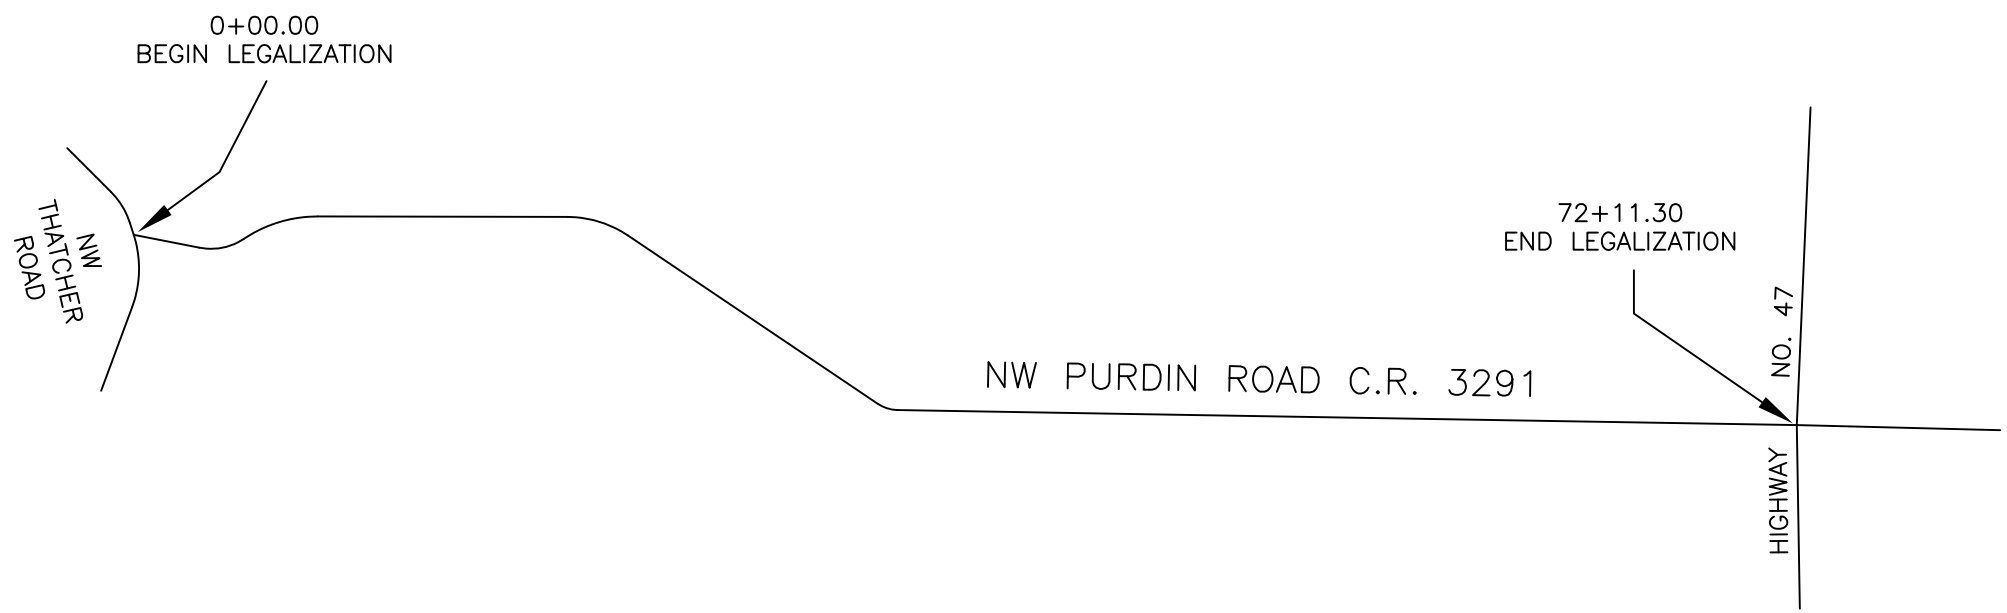 0+00.00
BEGIN LEGALIZATION
NW
THATCHER
ROAD
72+11.30
END LEGALIZATION
NW PURDIN ROAD C.R. 3291
HIGHWAY NO. 47